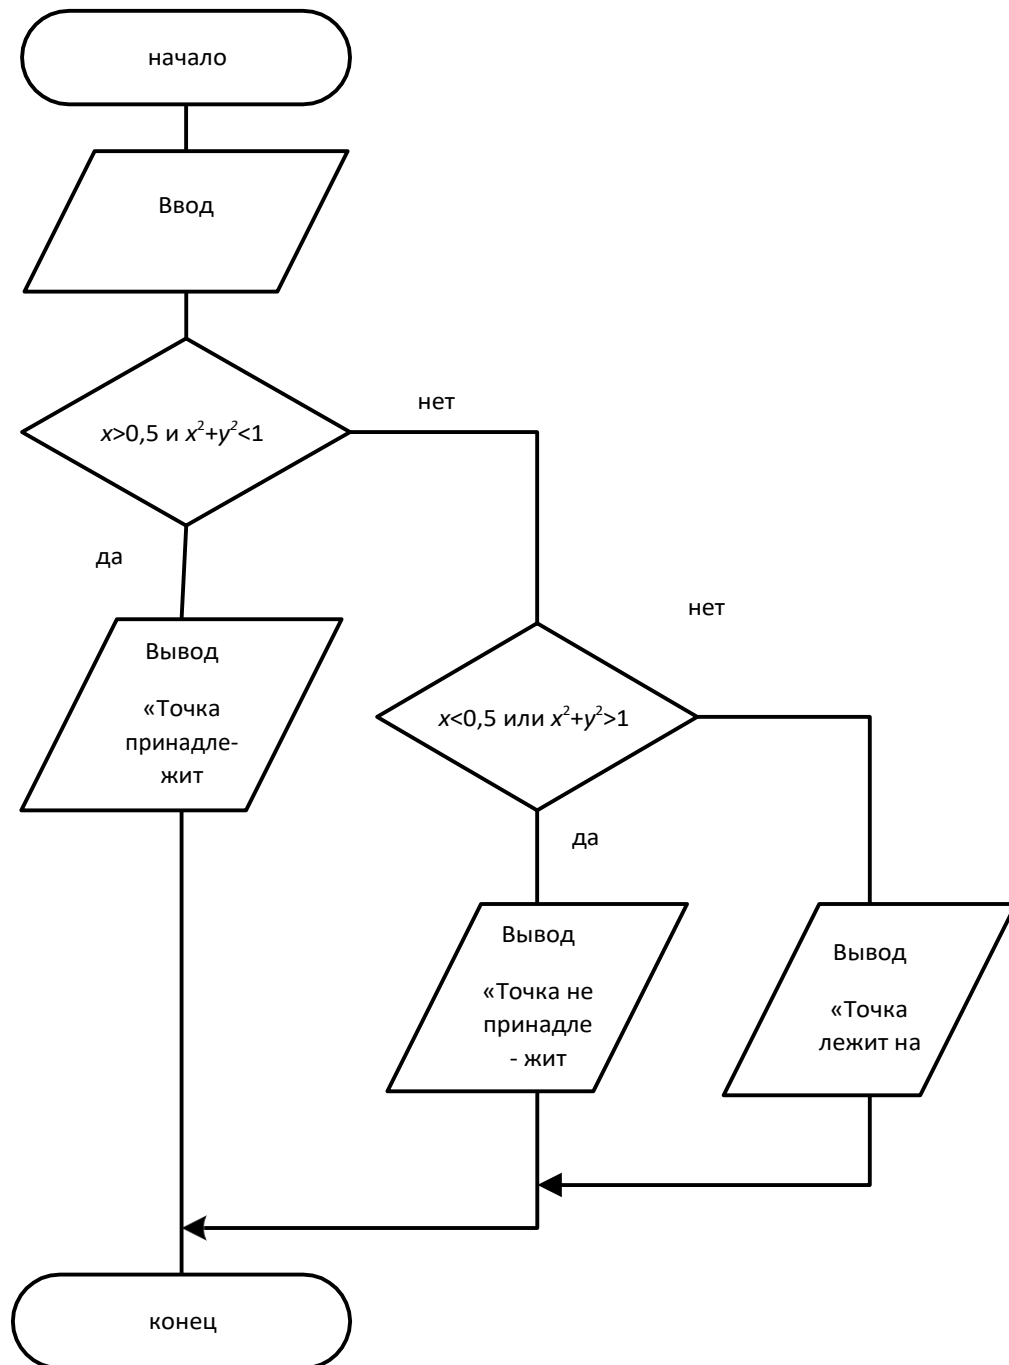 начало
Ввод
нет
x>0,5 и x²+y²<1
да
нет
Вывод
«Точка
принадле-
жит
x<0,5 или x²+y²>1
да
Вывод
«Точка не
принадле
- жит
Вывод
«Точка
лежит на
конец